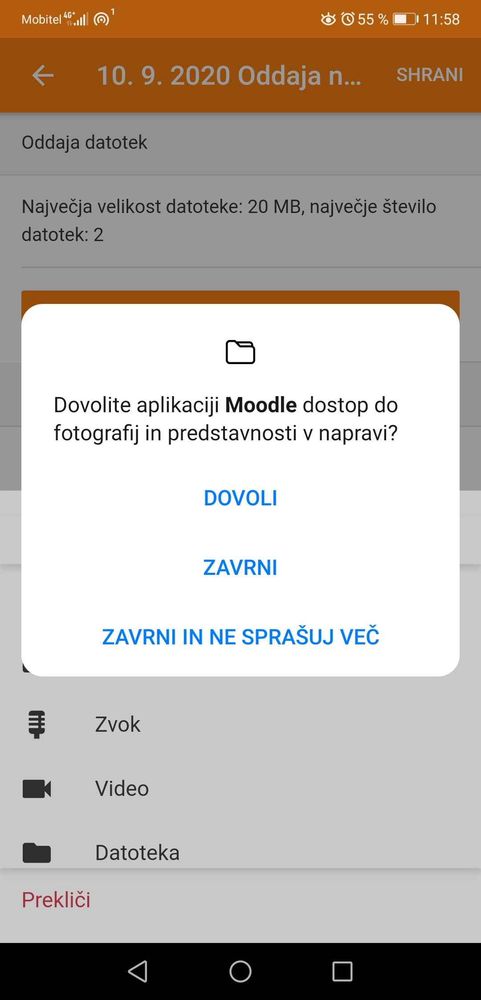 Mobitel 4G+ 1 55 % 11:58
10. 9. 2020 Oddaja n... SHRANI
Oddaja datotek
Največja velikost datoteke: 20 MB, največje število
datotek: 2
Dovolite aplikaciji Moodle dostop do
fotografij in predstavnosti v napravi?
DOVOLI
ZAVRNI
ZAVRNI IN NE SPRAŠUJ VEČ
Zvok
Video
Datoteka
Prekliči